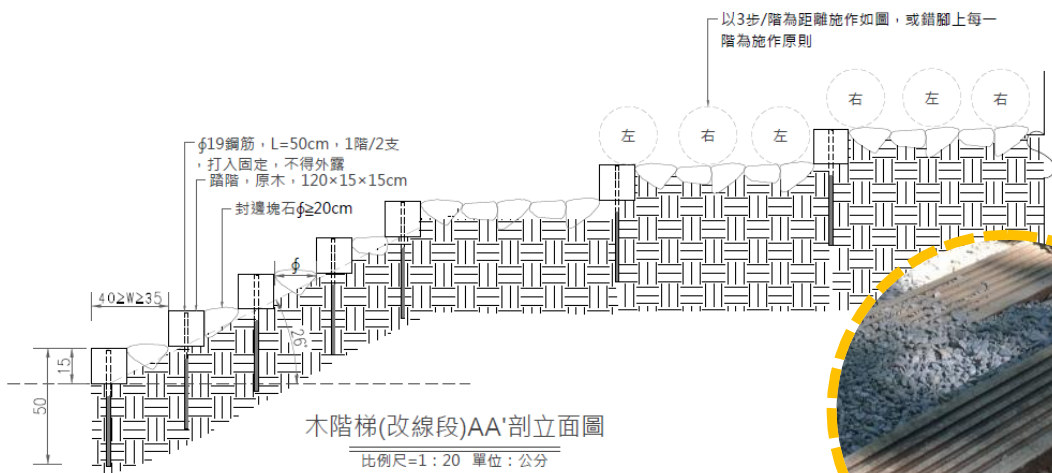 以3步/階為距離施作如圖，或錯腳上每一
階為施作原則
右
左
右
左
右
左
∮19鋼筋，L=50cm，1階/2支
，打入固定，不得外露
踏階，原木，120×15×15cm
封邊塊石∮≥20cm
∮
40≥W≥35
26°
15
50
木階梯(改線段)AA'剖立面圖
比例尺=1：20 單位：公分